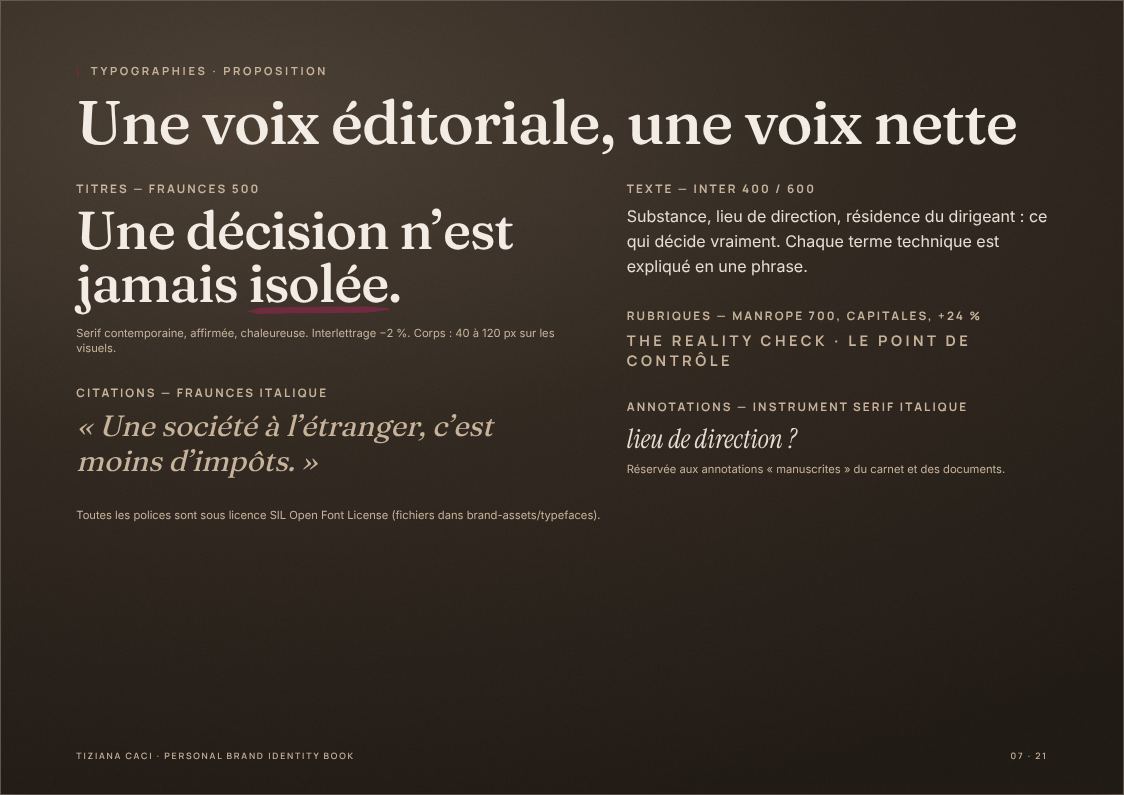 TYPOGRAPHIES · PROPOSITION
Une voix éditoriale, une voix nette
TITRES — FRAUNCES 500
Une décision n’est
jamais isolée.
Serif contemporaine, affirmée, chaleureuse. Interlettrage −2 %. Corps : 40 à 120 px sur les
visuels.
CITATIONS — FRAUNCES ITALIQUE
« Une société à l’étranger, c’est
moins d’impôts. »
TEXTE — INTER 400 / 600
Substance, lieu de direction, résidence du dirigeant : ce
qui décide vraiment. Chaque terme technique est
expliqué en une phrase.
RUBRIQUES — MANROPE 700, CAPITALES, +24 %
THE REALITY CHECK · LE POINT DE
CONTRÔLE
ANNOTATIONS — INSTRUMENT SERIF ITALIQUE
lieu de direction ?
Réservée aux annotations « manuscrites » du carnet et des documents.
Toutes les polices sont sous licence SIL Open Font License (fichiers dans brand-assets/typefaces).
TIZIANA CACI · PERSONAL BRAND IDENTITY BOOK
07 · 21